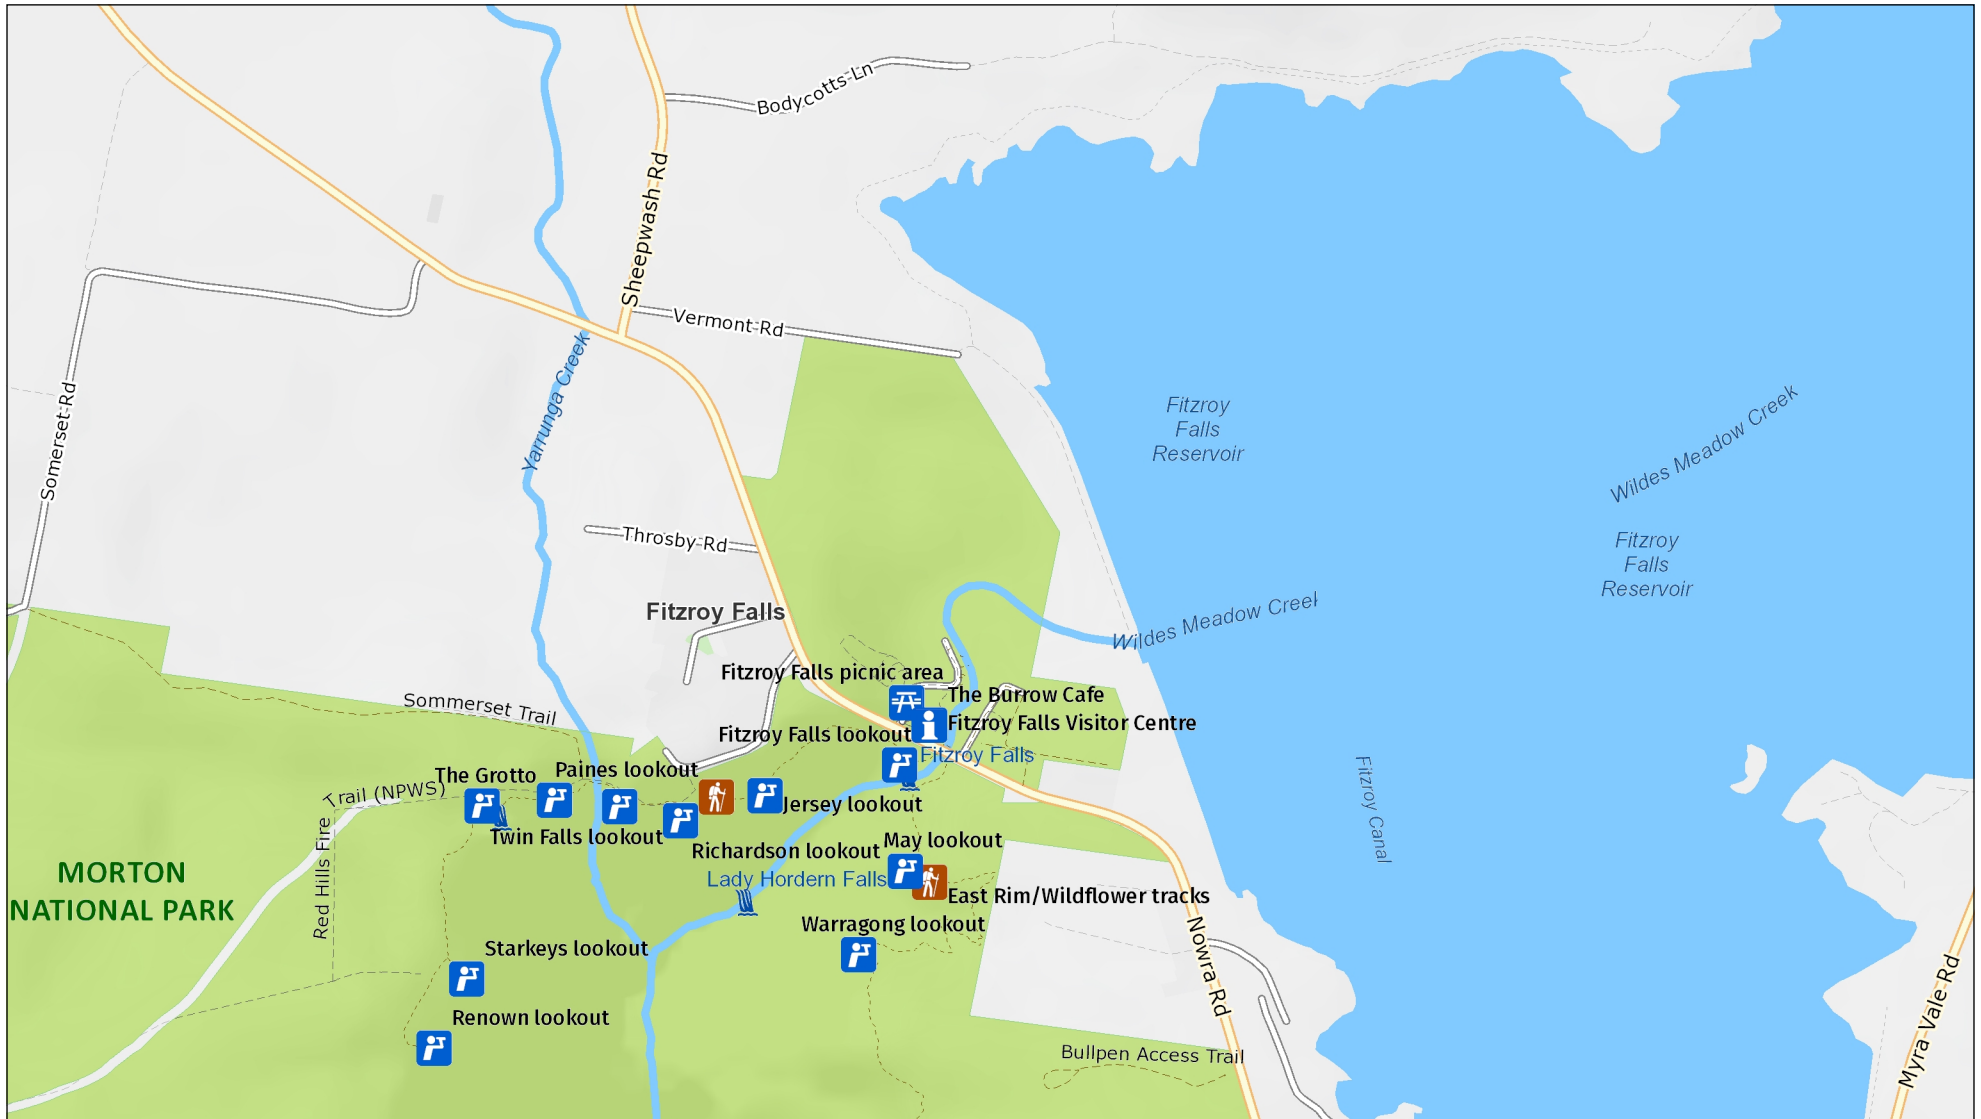 Bodycotts Ln
Sheepwash Rd
Vermont Rd
Yarrunga Creek
Somerset Rd
Fitzroy
Falls
Reservoir
Wildes Meadow Creek
Fitzroy
Falls
Reservoir
Throsby Rd
Fitzroy Falls
Wildes Meadow Creek
Fitzroy Falls picnic area
The Burrow Cafe
Fitzroy Falls Visitor Centre
Sommerset Trail
Fitzroy Falls lookout
Fitzroy Falls
The Grotto
Paines lookout
Trail (NPWS)
Red Hills Fire
Jersey lookout
Twin Falls lookout
Richardson lookout
May lookout
Fitzroy Canal
MORTON
NATIONAL PARK
Lady Hordern Falls
East Rim/Wildflower tracks
Warragong lookout
Starkeys lookout
Nowra Rd
Renown lookout
Bullpen Access Trail
Myra Vale Rd